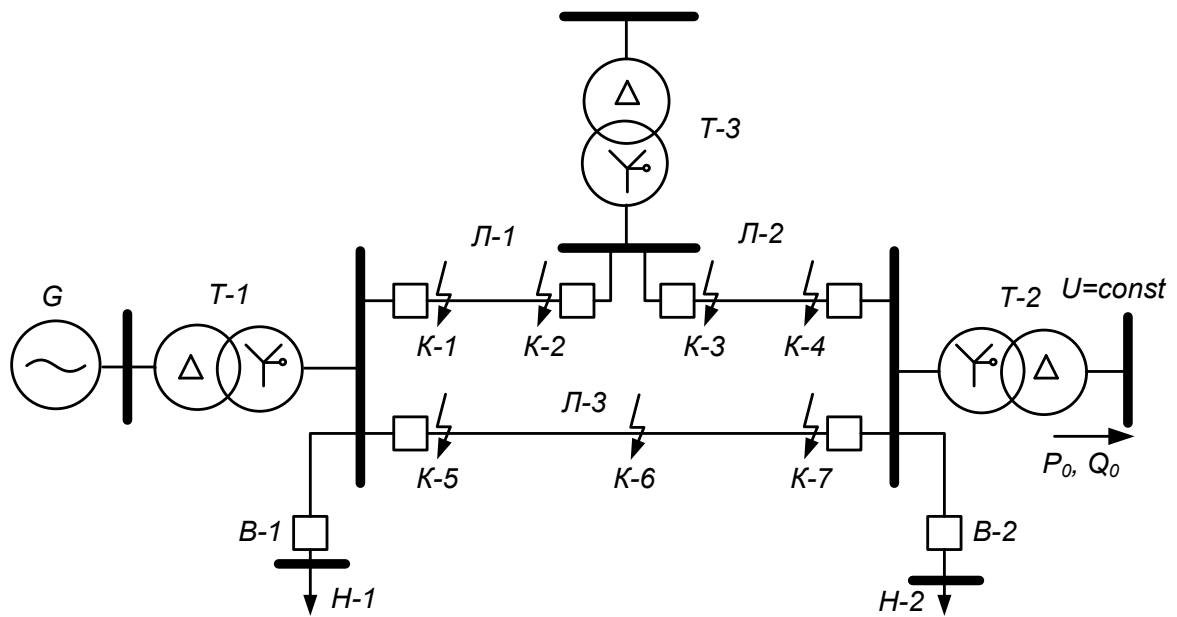 Т-3
Л-1
Л-2
G
Т-1
Т-2
U=const
К-1
К-2
К-3
К-4
Л-3
К-5
К-6
К-7
P₀, Q₀
В-1
В-2
Н-1
Н-2